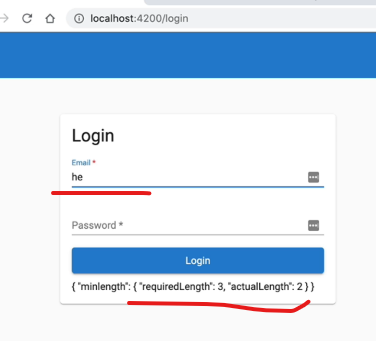 localhost:4200/login
Login
Email *
he
Password *
Login
{ "minlength": { "requiredLength": 3, "actualLength": 2 } }